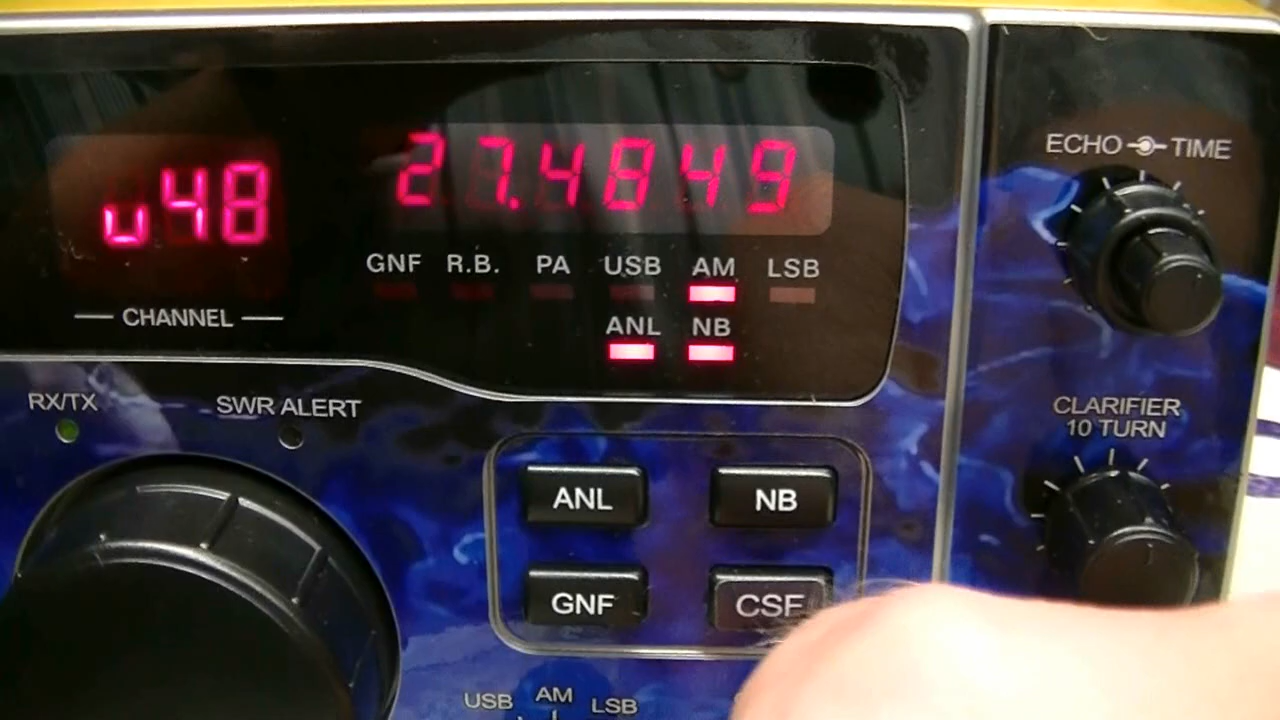 u48
27.4849
GNF R.B. PA USB AM LSB
ANL NB
CHANNEL
ECHO TIME
RX/TX
SWR ALERT
CLARIFIER
10 TURN
ANL NB
GNF CSF
USB AM LSB